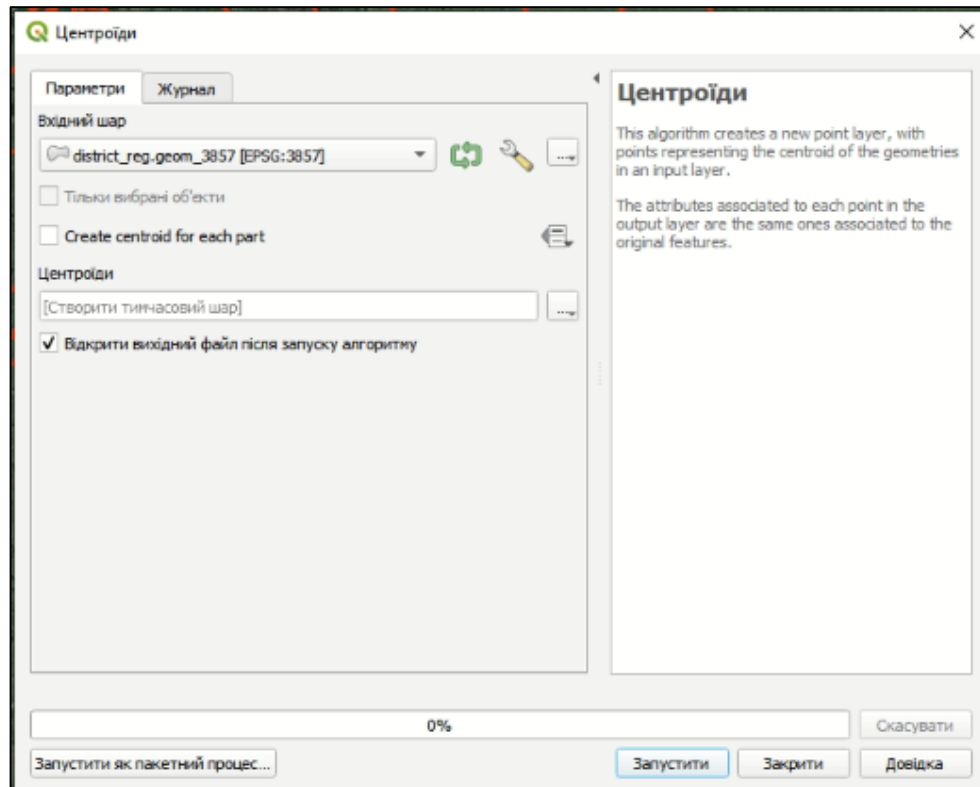 Центроїди
Параметри
Журнал
Вхідний шар
district_reg.geom_3857 [EPSG:3857]
...
Тільки вибрані об'єкти
Create centroid for each part
Центроїди
[Створити тимчасовий шар]
...
Відкрити вихідний файл після запуску алгоритму
Центроїди
This algorithm creates a new point layer, with
points representing the centroid of the geometries
in an input layer.
The attributes associated to each point in the
output layer are the same ones associated to the
original features.
0%
Скасувати
Запустити як пакетний процес...
Запустити
Закрити
Довідка